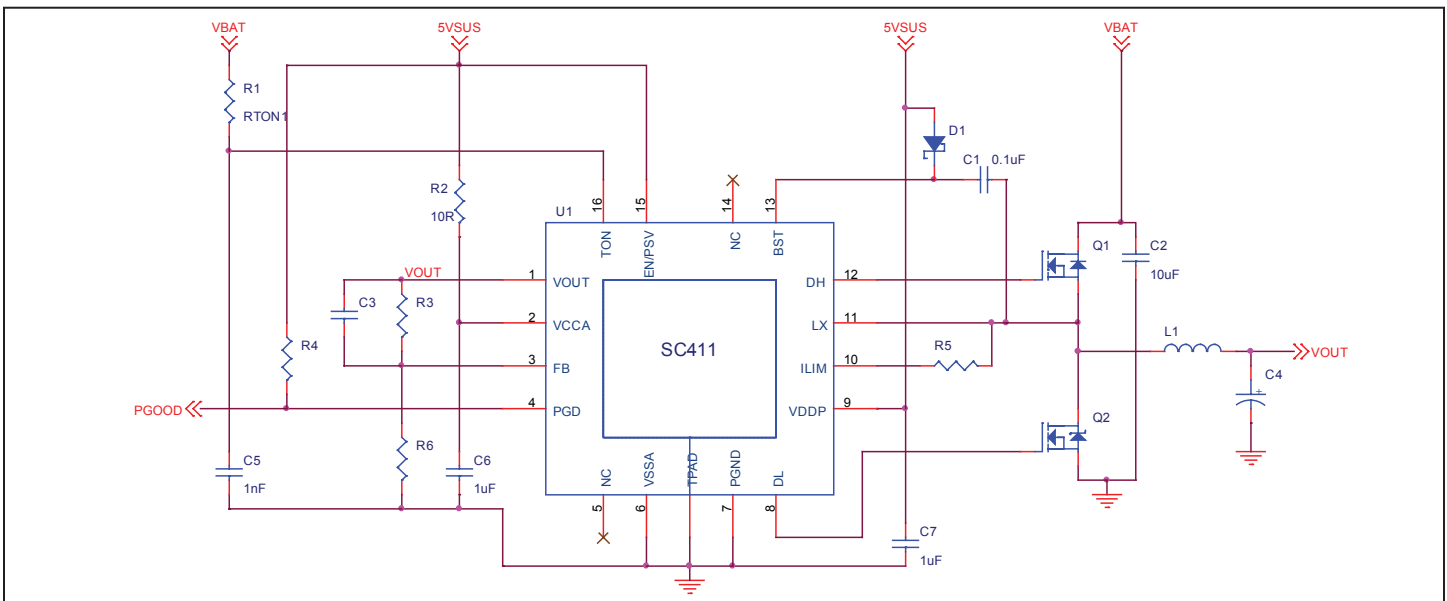 VBAT
5VSUS
5VSUS
VBAT
R1
RTON1
D1
C1 0.1uF
R2
10R
U1
16
15
14
13
TON
EN/PSV
NC
BST
Q1
C2
10uF
VOUT
1
VOUT
DH
12
C3
R3
2
VCCA
LX
11
L1
VOUT
R4
SC411
R5
3
FB
ILIM
10
C4
+
PGOOD
4
PGD
VDDP
9
Q2
R6
C5
1nF
C6
1uF
NC
VSSA
TPAD
PGND
DL
5
6
7
8
C7
1uF